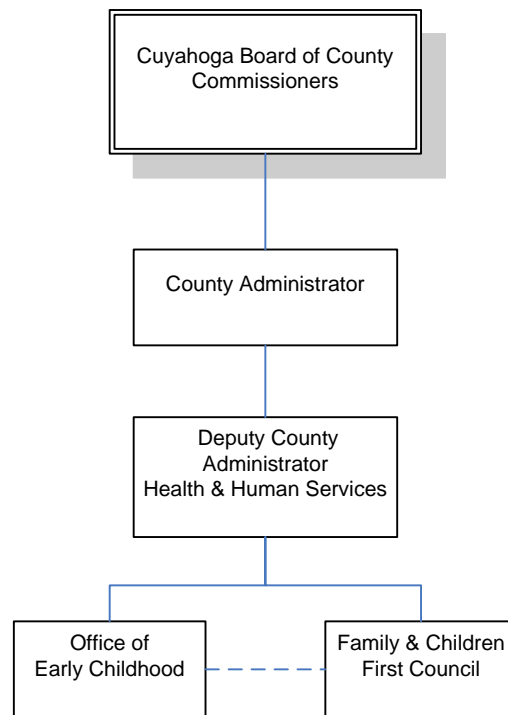 Cuyahoga Board of County
Commissioners
County Administrator
Deputy County
Administrator
Health & Human Services
Office of
Early Childhood
Family & Children
First Council